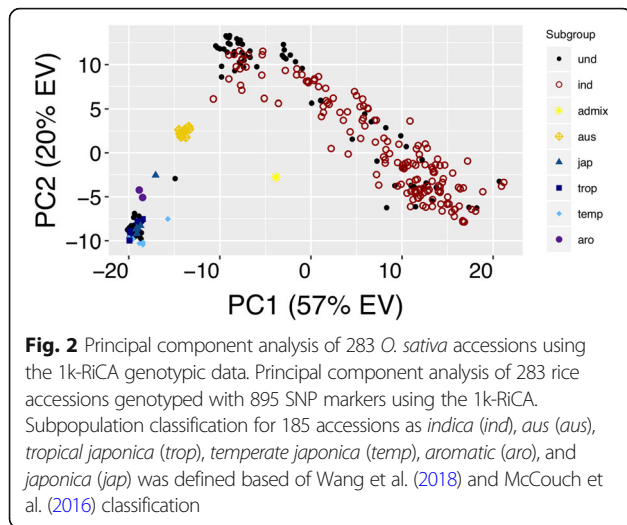 Subgroup
und
ind
admix
aus
jap
trop
temp
aro
PC2 (20% EV)
10
5
0
−5
−10
−20
−10
0
10
20
PC1 (57% EV)
Fig. 2 Principal component analysis of 283 O. sativa accessions using
the 1k-RiCA genotypic data. Principal component analysis of 283 rice
accessions genotyped with 895 SNP markers using the 1k-RiCA.
Subpopulation classification for 185 accessions as indica (ind), aus (aus),
tropical japonica (trop), temperate japonica (temp), aromatic (aro), and
japonica (jap) was defined based of Wang et al. (2018) and McCouch et
al. (2016) classification